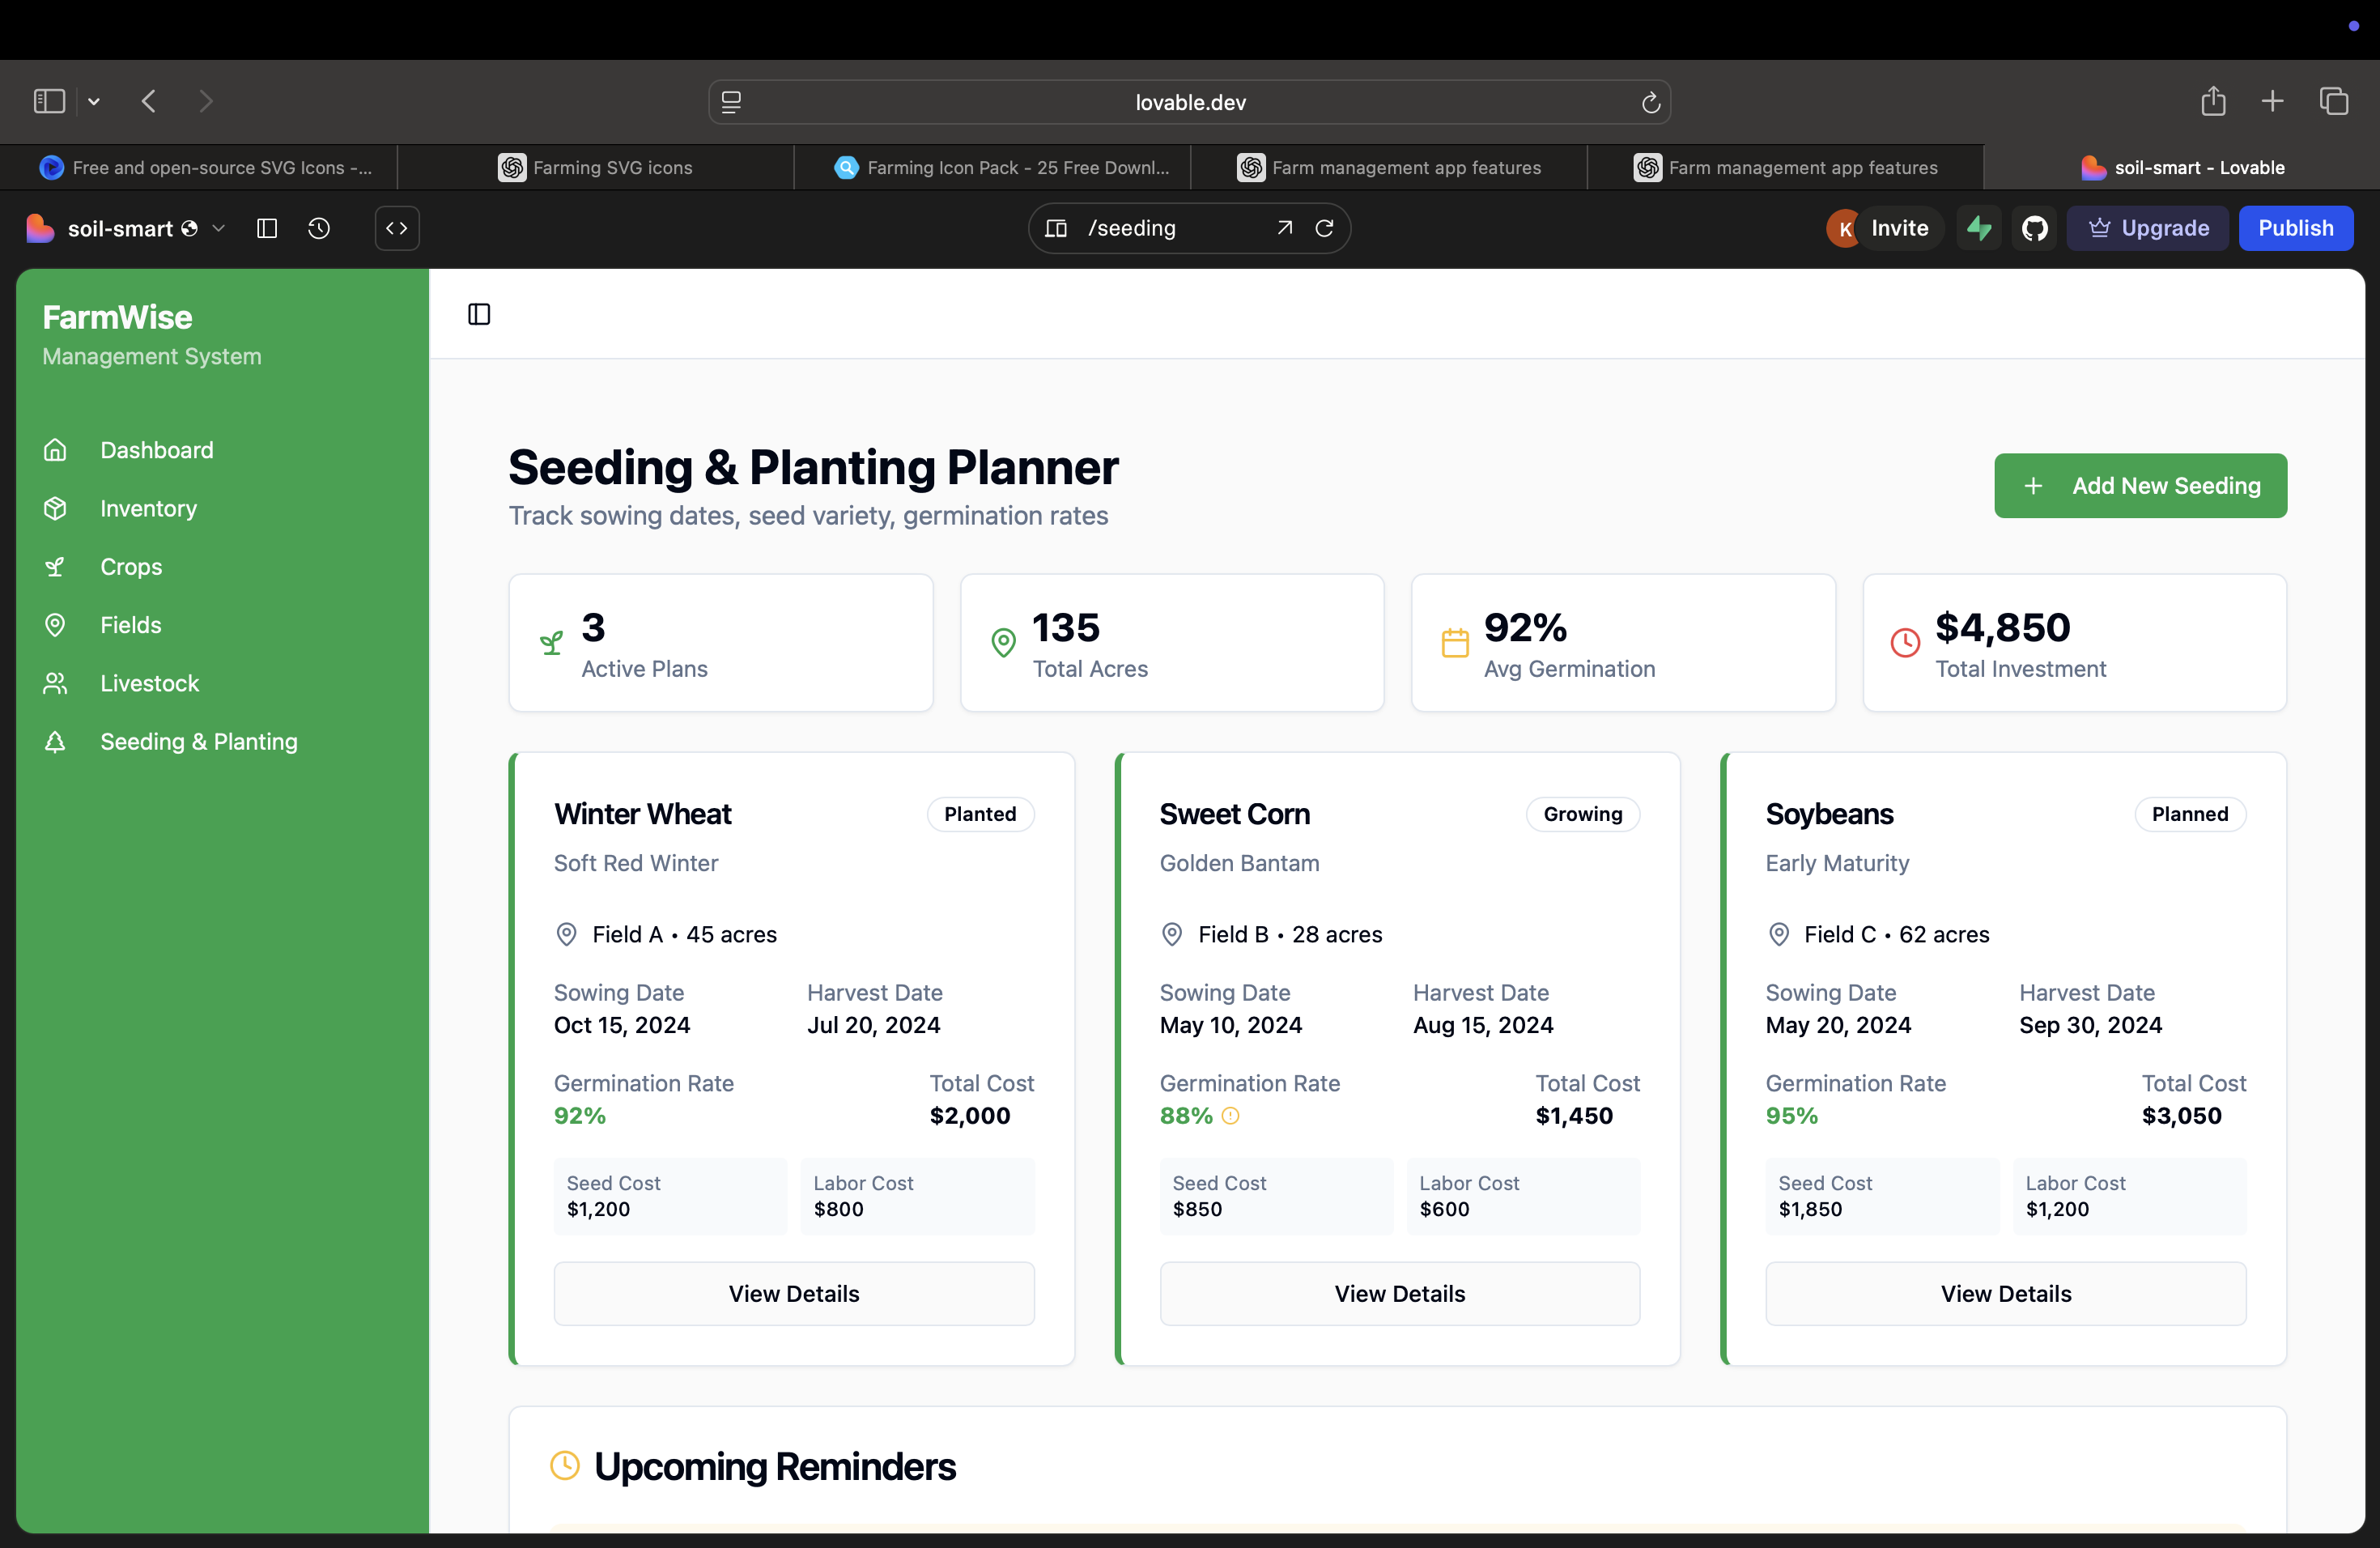 lovable.dev
Free and open-source SVG Icons -...
Farming SVG icons
Farming Icon Pack - 25 Free Downl...
Farm management app features
Farm management app features
soil-smart - Lovable
soil-smart
/seeding
K
Invite
Upgrade
Publish
FarmWise
Management System
Dashboard
Inventory
Crops
Fields
Livestock
Seeding & Planting
Seeding & Planting Planner
Track sowing dates, seed variety, germination rates
+ Add New Seeding
3
Active Plans
135
Total Acres
92%
Avg Germination
$4,850
Total Investment
Winter Wheat
Planted
Soft Red Winter
Field A • 45 acres
Sowing Date
Oct 15, 2024
Harvest Date
Jul 20, 2024
Germination Rate
92%
Total Cost
$2,000
Seed Cost
$1,200
Labor Cost
$800
View Details
Sweet Corn
Growing
Golden Bantam
Field B • 28 acres
Sowing Date
May 10, 2024
Harvest Date
Aug 15, 2024
Germination Rate
88%
Total Cost
$1,450
Seed Cost
$850
Labor Cost
$600
View Details
Soybeans
Planned
Early Maturity
Field C • 62 acres
Sowing Date
May 20, 2024
Harvest Date
Sep 30, 2024
Germination Rate
95%
Total Cost
$3,050
Seed Cost
$1,850
Labor Cost
$1,200
View Details
Upcoming Reminders